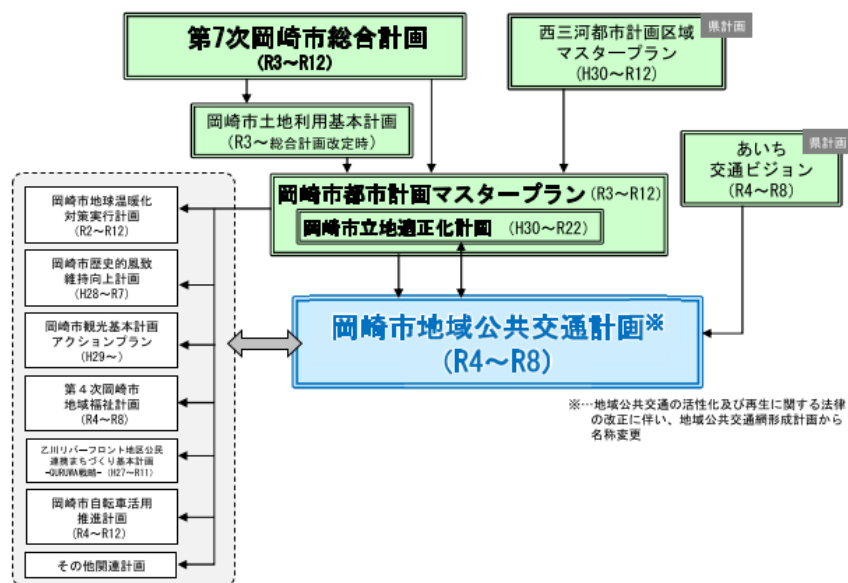 第7次岡崎市総合計画
(R3～R12)
県計画
西三河都市計画区域
マスタープラン
(H30～R12)
岡崎市土地利用基本計画
(R3～総合計画改定時)
県計画
あいち
交通ビジョン
(R4～R8)
岡崎市都市計画マスタープラン(R3～R12)
岡崎市立地適正化計画 (H30～R22)
岡崎市地球温暖化
対策実行計画
(R2～R12)
岡崎市歴史的風致
維持向上計画
(H28～R7)
岡崎市観光基本計画
アクションプラン
(H29～)
第４次岡崎市
地域福祉計画
(R4～R8)
乙川リバーフロント地区公民
連携まちづくり基本計画
-QURUWA戦略- (H27～R11)
岡崎市自転車活用
推進計画
(R4～R12)
その他関連計画
岡崎市地域公共交通計画※
(R4～R8)
※…地域公共交通の活性化及び再生に関する法律
の改正に伴い、地域公共交通網形成計画から
名称変更